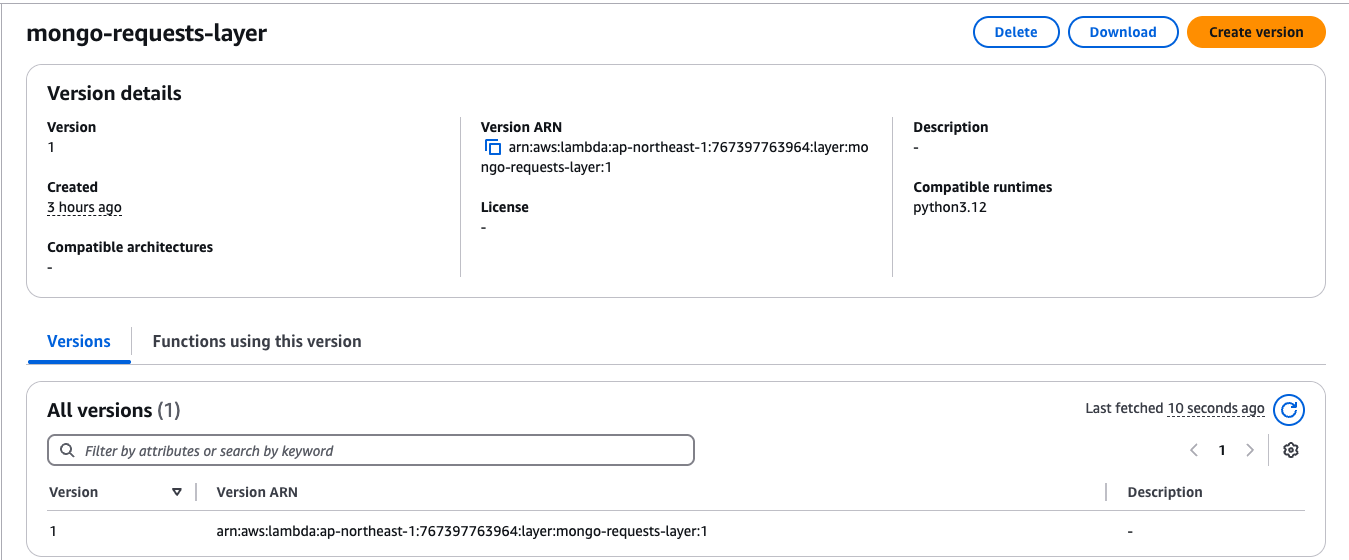 mongo-requests-layer
Delete
Download
Create version
Version details
Version
1
Version ARN
arn:aws:lambda:ap-northeast-1:767397763964:layer:mo
ngo-requests-layer:1
Description
-
Created
3 hours ago
License
-
Compatible runtimes
python3.12
Compatible architectures
-
Versions
Functions using this version
All versions (1)
Last fetched 10 seconds ago
Filter by attributes or search by keyword
1
Version
Version ARN
Description
1
arn:aws:lambda:ap-northeast-1:767397763964:layer:mongo-requests-layer:1
-